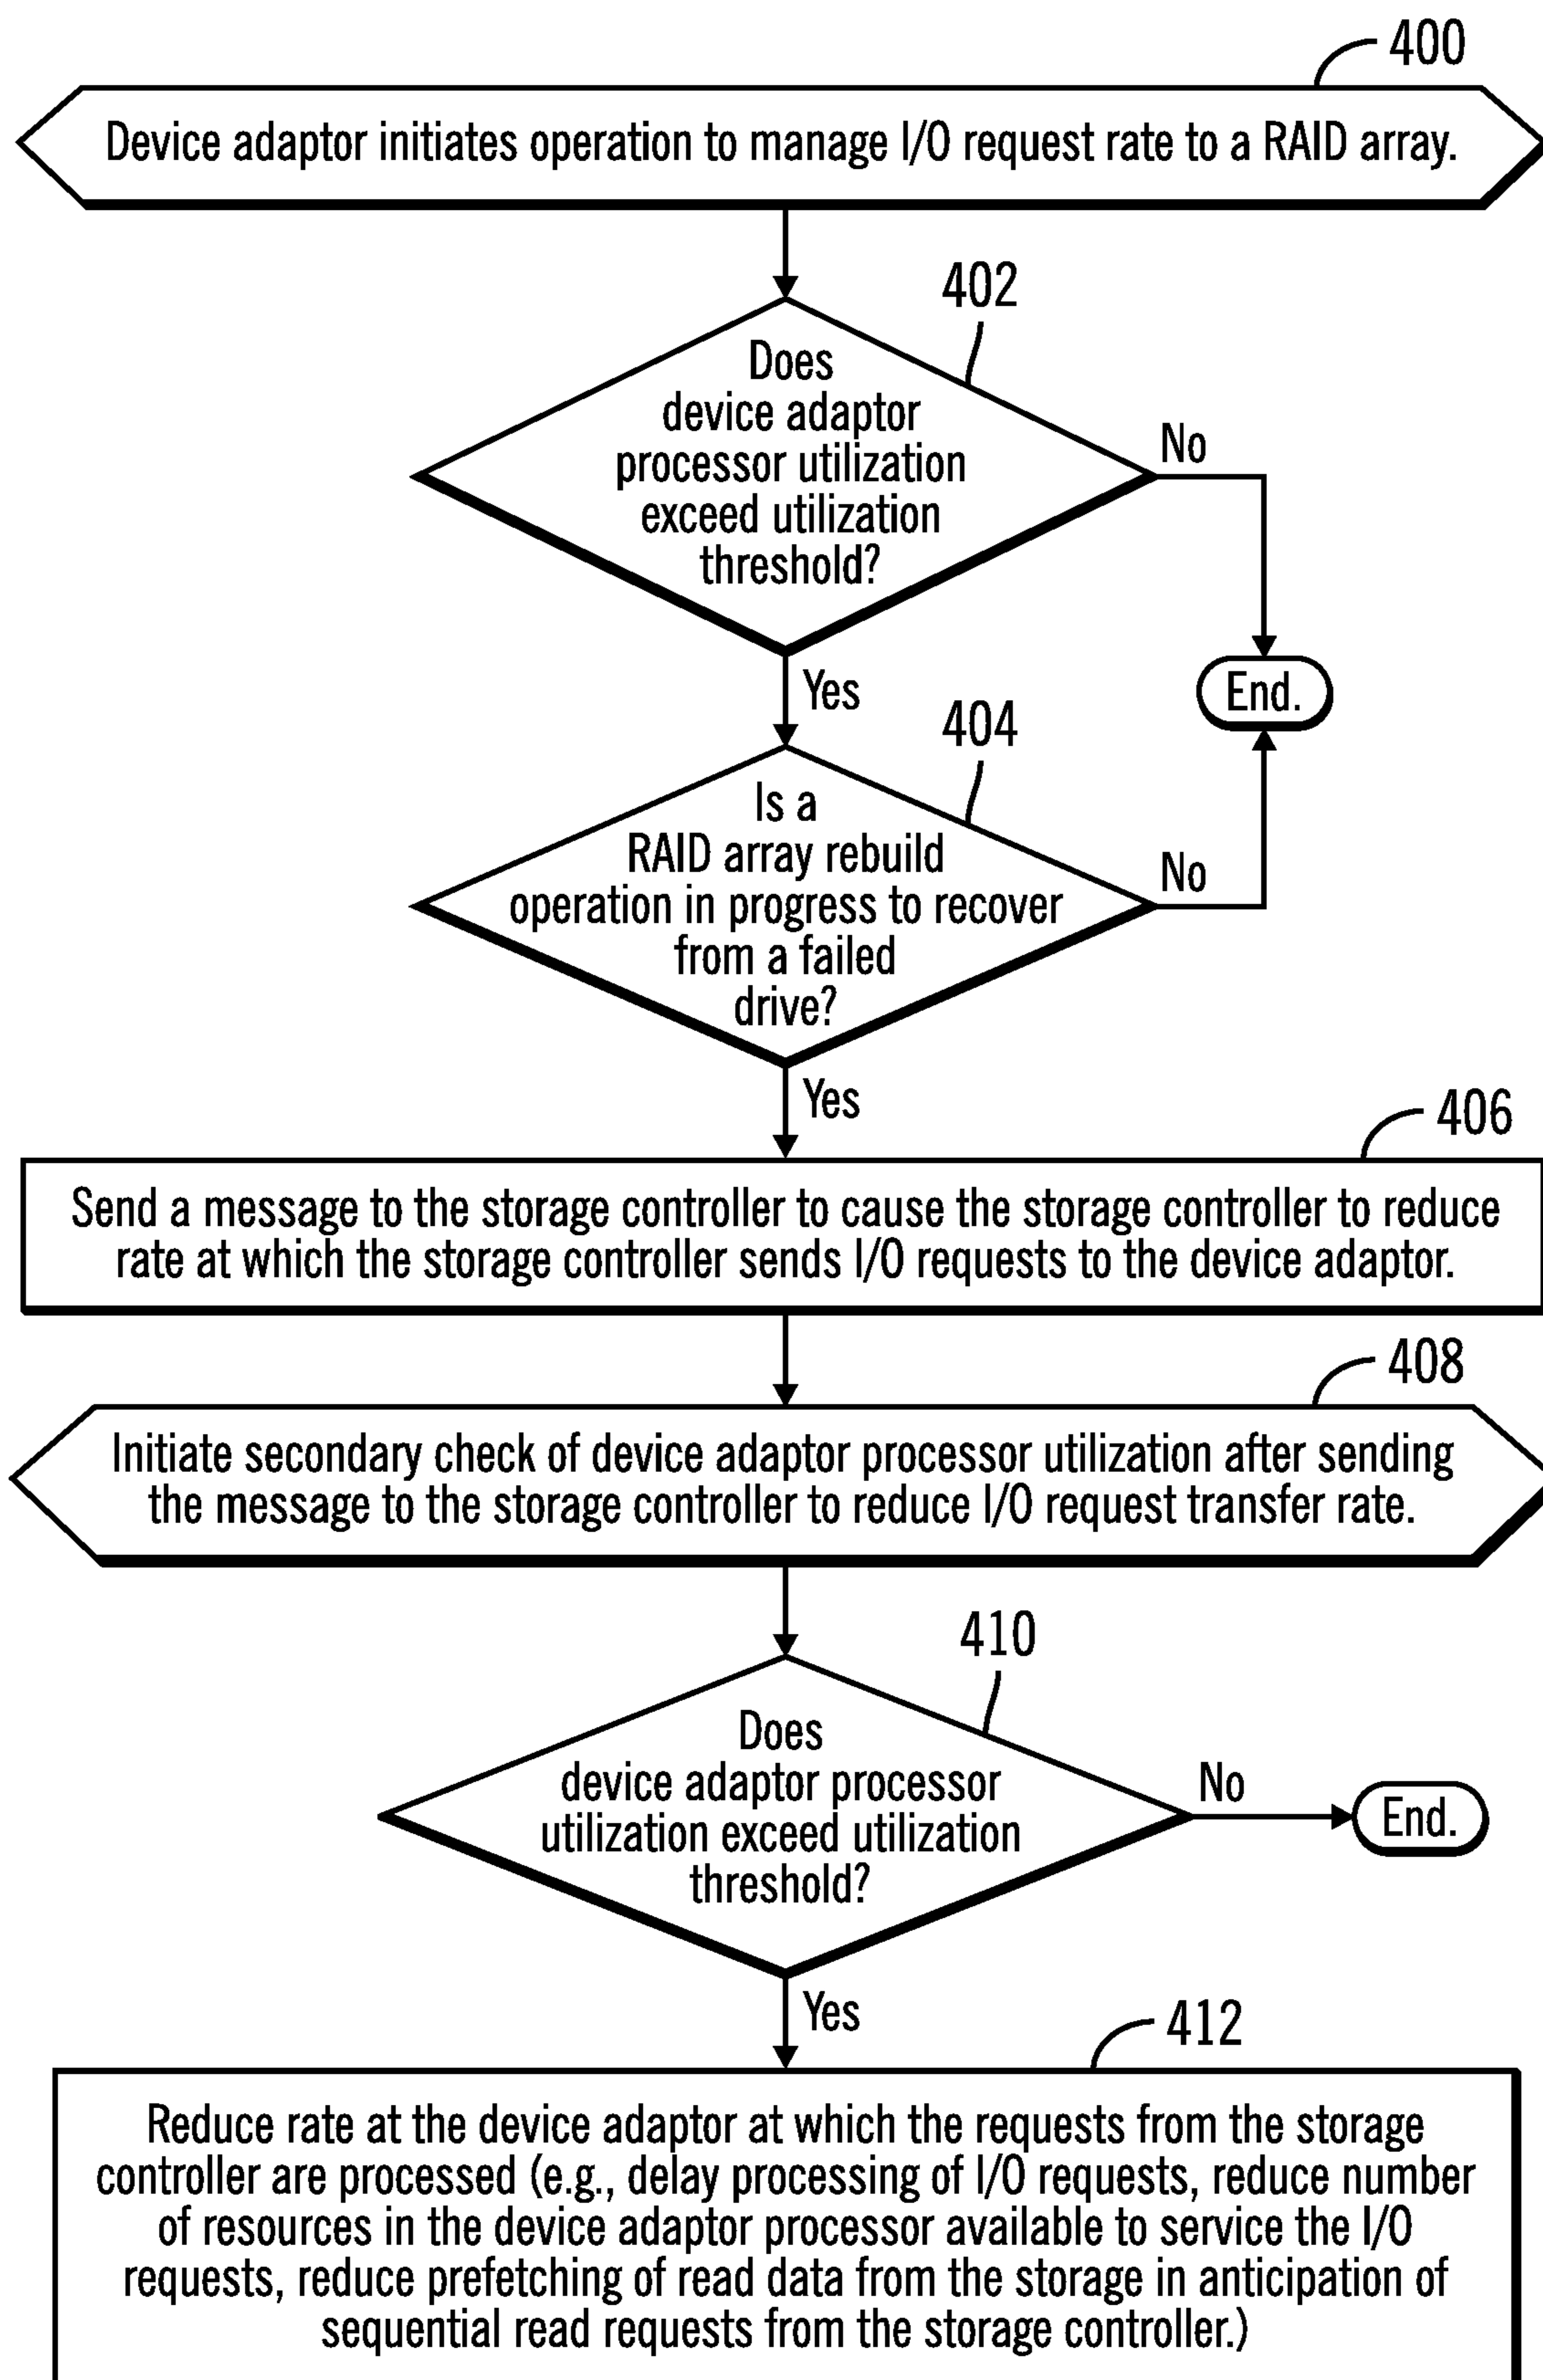 400
Device adaptor initiates operation to manage I/O request rate to a RAID array.
402
Does
device adaptor
processor utilization
exceed utilization
threshold?
No
End.
Yes
404
Is a
RAID array rebuild
operation in progress to recover
from a failed
drive?
No
Yes
406
Send a message to the storage controller to cause the storage controller to reduce
rate at which the storage controller sends I/O requests to the device adaptor.
408
Initiate secondary check of device adaptor processor utilization after sending
the message to the storage controller to reduce I/O request transfer rate.
410
Does
device adaptor processor
utilization exceed utilization
threshold?
No
End.
Yes
412
Reduce rate at the device adaptor at which the requests from the storage
controller are processed (e.g., delay processing of I/O requests, reduce number
of resources in the device adaptor processor available to service the I/O
requests, reduce prefetching of read data from the storage in anticipation of
sequential read requests from the storage controller.)